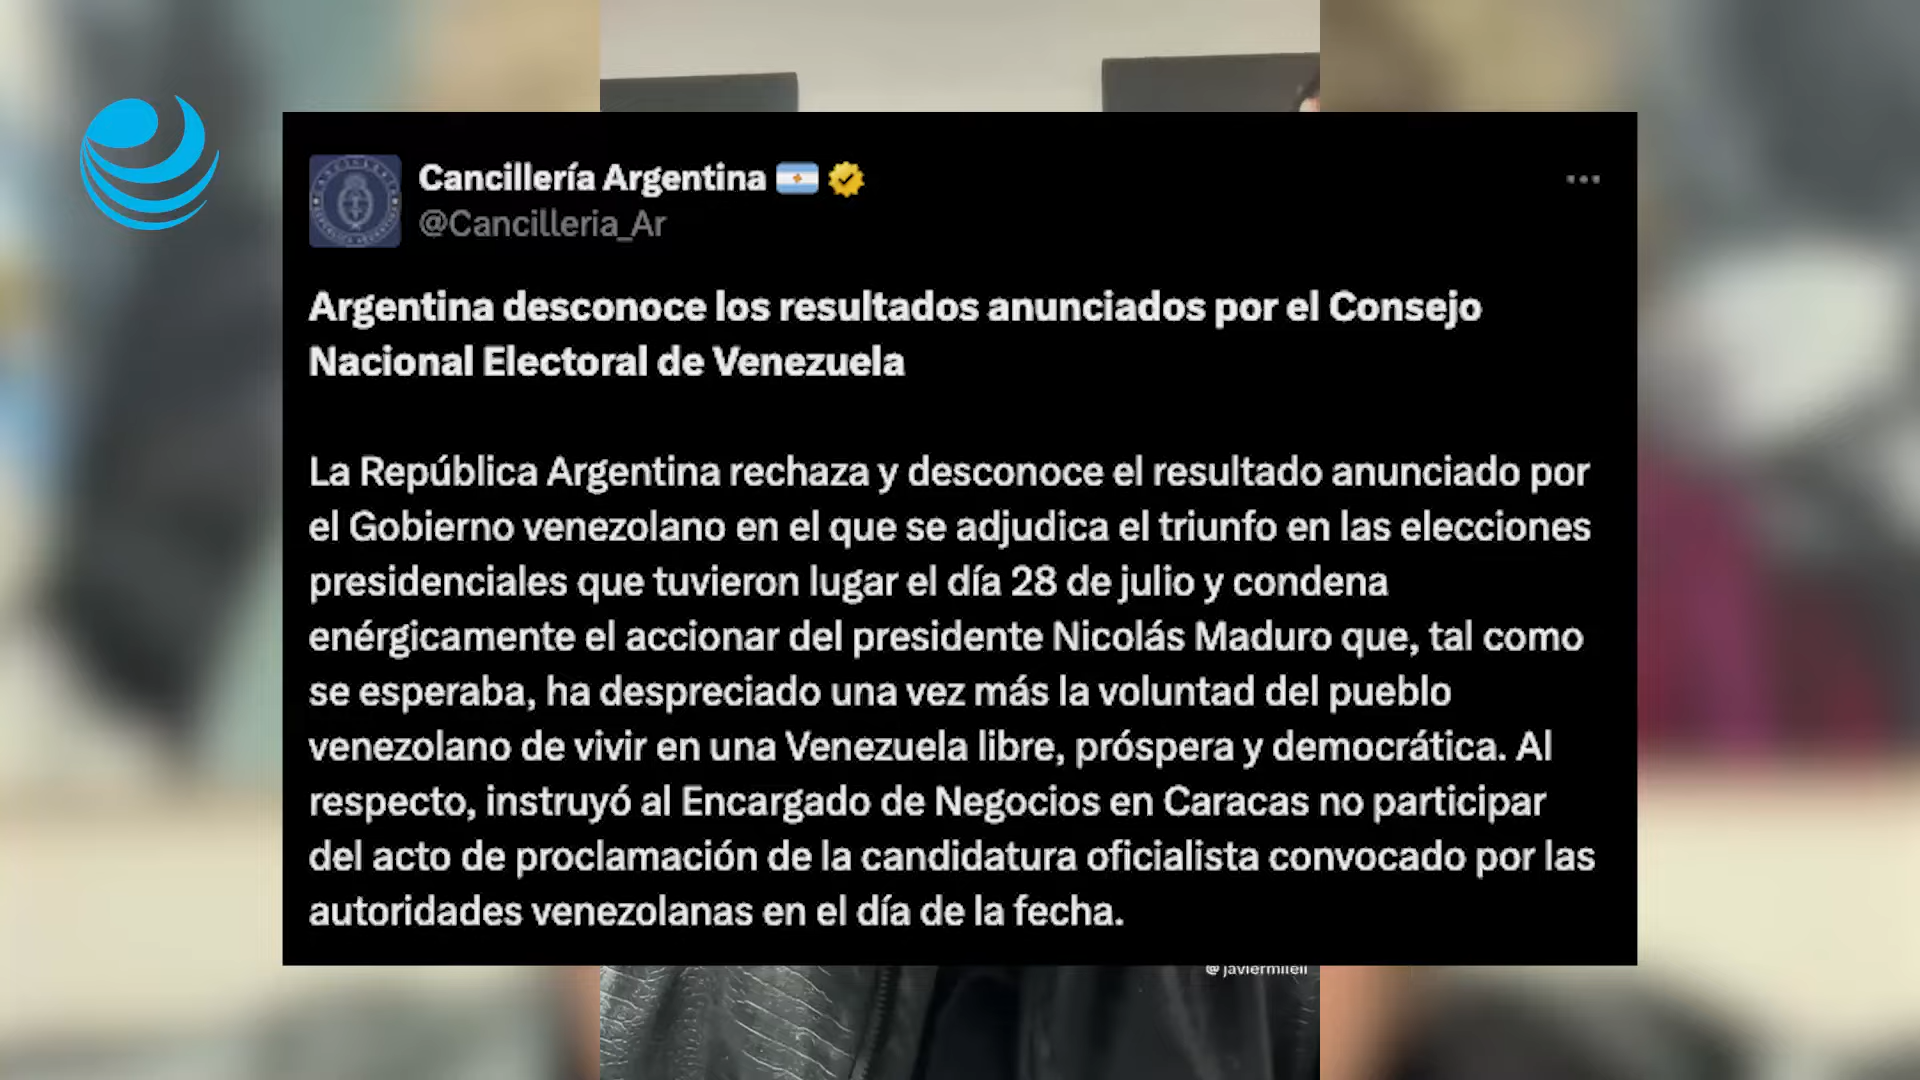 Cancillería Argentina
@Cancilleria_Ar
Argentina desconoce los resultados anunciados por el Consejo
Nacional Electoral de Venezuela
La República Argentina rechaza y desconoce el resultado anunciado por
el Gobierno venezolano en el que se adjudica el triunfo en las elecciones
presidenciales que tuvieron lugar el día 28 de julio y condena
enérgicamente el accionar del presidente Nicolás Maduro que, tal como
se esperaba, ha despreciado una vez más la voluntad del pueblo
venezolano de vivir en una Venezuela libre, próspera y democrática. Al
respecto, instruyó al Encargado de Negocios en Caracas no participar
del acto de proclamación de la candidatura oficialista convocado por las
autoridades venezolanas en el día de la fecha.
@javiermilei